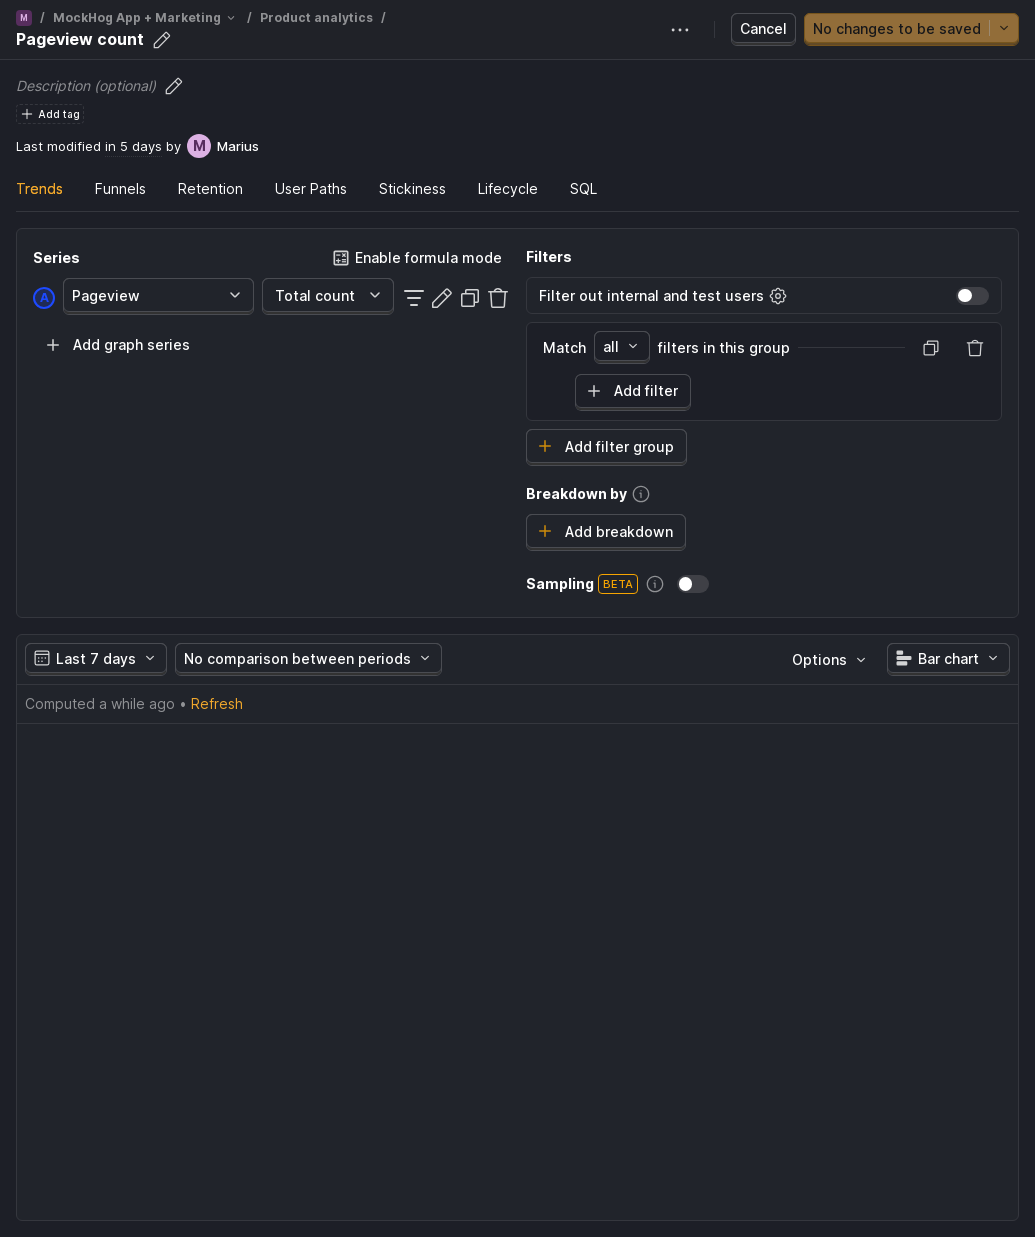 M / MockHog App + Marketing / Product analytics /
Pageview count
Cancel
No changes to be saved
Description (optional)
Add tag
Last modified in 5 days by M Marius
Trends Funnels Retention User Paths Stickiness Lifecycle SQL
Series
Enable formula mode
A Pageview Total count
Add graph series
Filters
Filter out internal and test users
Match all filters in this group
Add filter
Add filter group
Breakdown by
Add breakdown
Sampling BETA
Last 7 days No comparison between periods Options Bar chart
Computed a while ago • Refresh